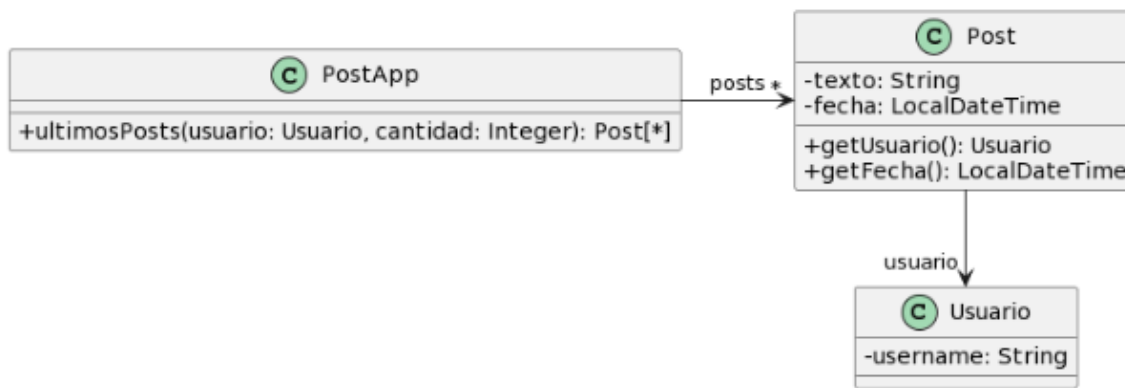 C PostApp
+ultimosPosts(usuario: Usuario, cantidad: Integer): Post[*]
posts *
C Post
-texto: String
-fecha: LocalDateTime
+getUsuario(): Usuario
+getFecha(): LocalDateTime
usuario
C Usuario
-username: String